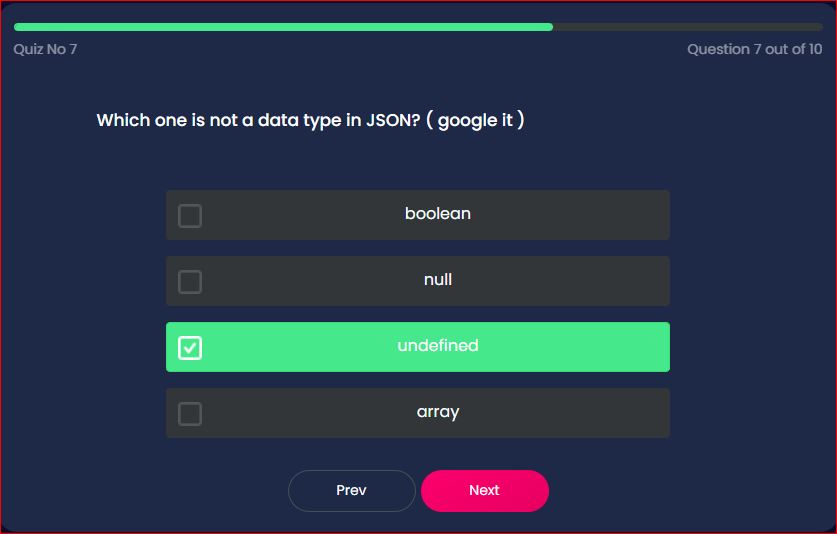 Quiz No 7
Question 7 out of 10
Which one is not a data type in JSON? ( google it )
boolean
null
undefined
array
Prev
Next